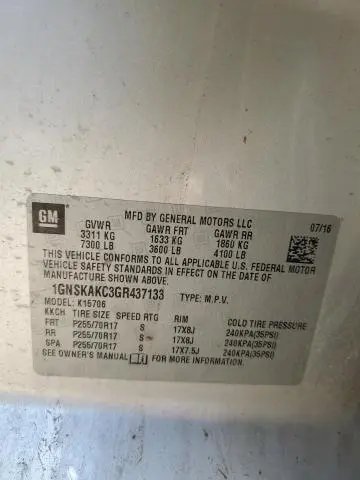 GM
MFD BY GENERAL MOTORS LLC
07/16
GVWR GAWR FRT GAWR RR
3311 KG 1633 KG 1860 KG
7300 LB 3600 LB 4100 LB
THIS VEHICLE CONFORMS TO ALL APPLICABLE U.S. FEDERAL MOTOR
VEHICLE SAFETY STANDARDS IN EFFECT ON THE DATE OF
MANUFACTURE SHOWN ABOVE.
1GNSKAKC3GR437133 TYPE: M.P.V.
MODEL: K15706
KKCH TIRE SIZE SPEED RTG RIM COLD TIRE PRESSURE
FRT P255/70R17 S 17X8J 240KPA(35PSI)
RR P255/70R17 S 17X8J 240KPA(35PSI)
SPA P255/70R17 S 17X7.5J 240KPA(35PSI)
SEE OWNER'S MANUAL